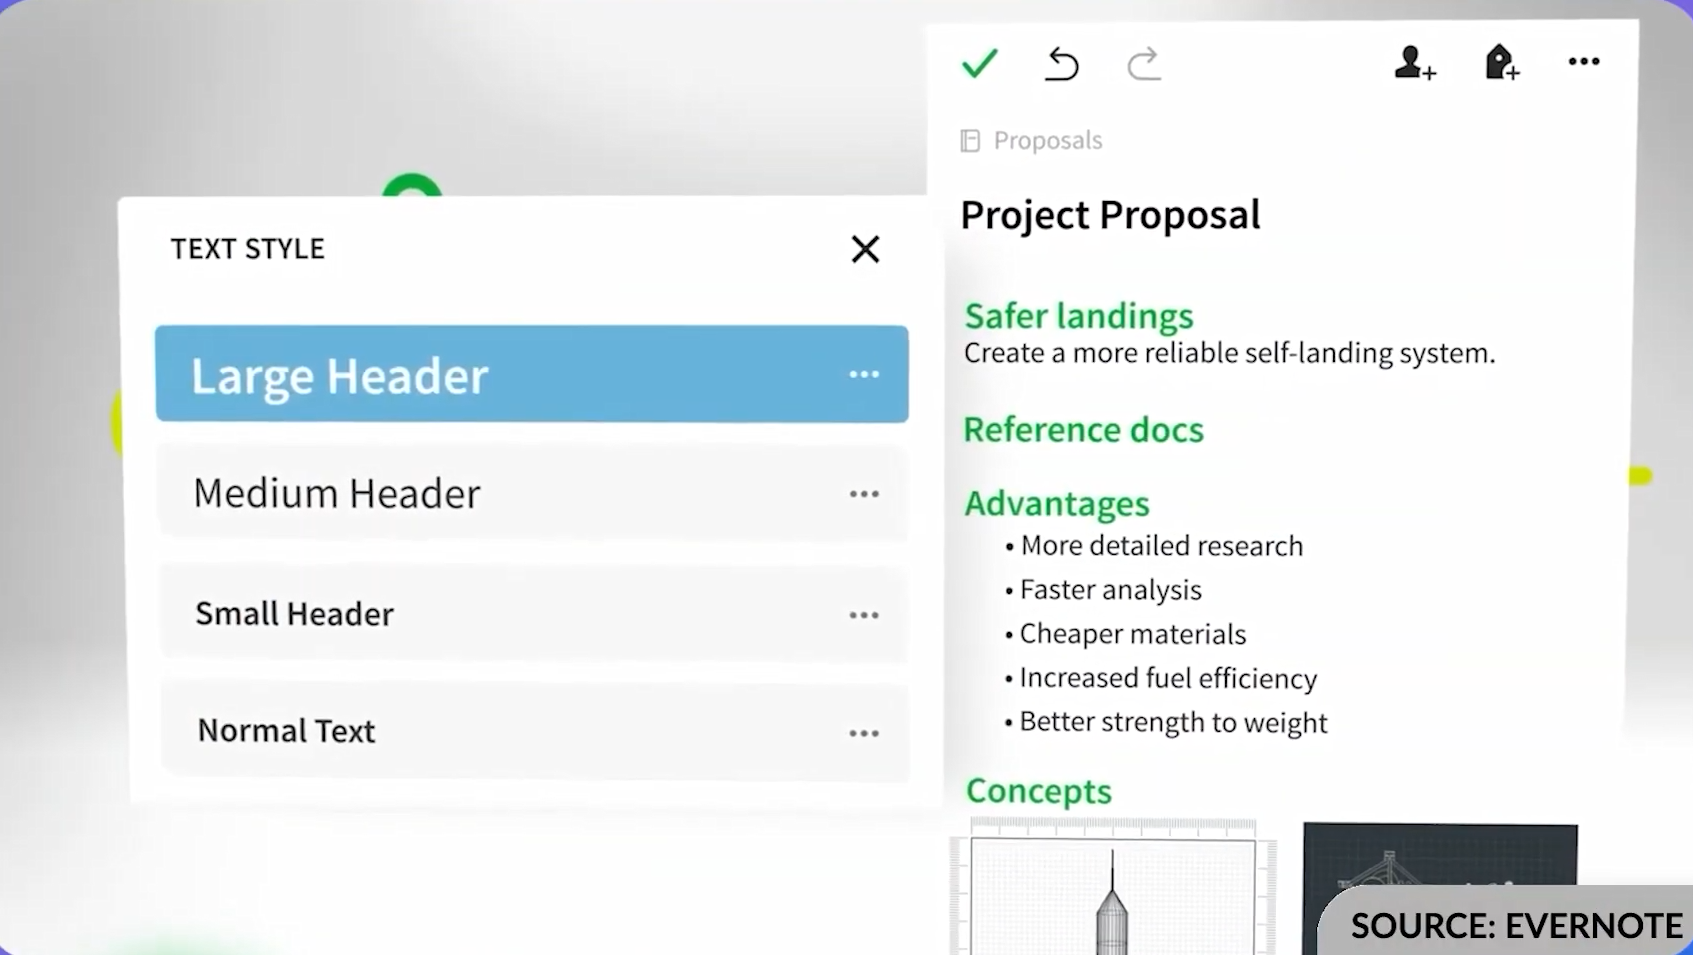 TEXT STYLE
Large Header
Medium Header
Small Header
Normal Text
Proposals
Project Proposal
Safer landings
Create a more reliable self-landing system.
Reference docs
Advantages
• More detailed research
• Faster analysis
• Cheaper materials
• Increased fuel efficiency
• Better strength to weight
Concepts
SOURCE: EVERNOTE